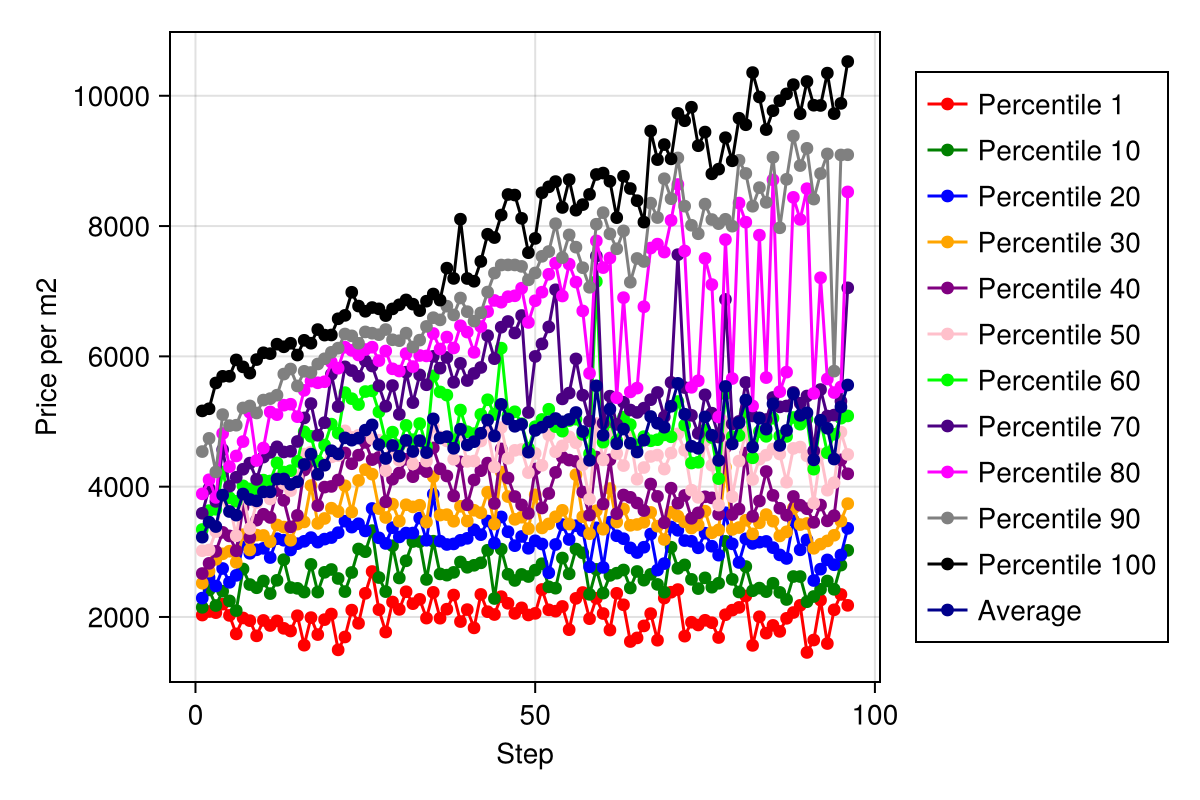 10000
8000
6000
4000
2000
Price per m2
0
50
100
Step
Percentile 1
Percentile 10
Percentile 20
Percentile 30
Percentile 40
Percentile 50
Percentile 60
Percentile 70
Percentile 80
Percentile 90
Percentile 100
Average